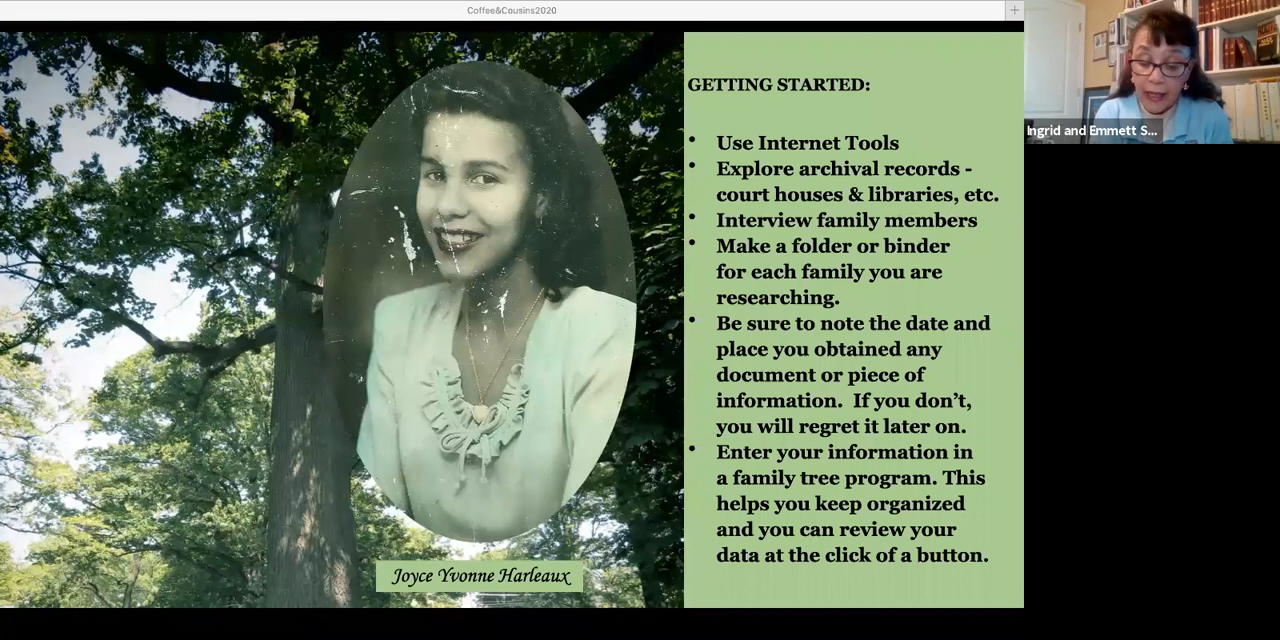 Coffee&Cousins2020
+
GETTING STARTED:
• Use Internet Tools
• Explore archival records -
court houses & libraries, etc.
• Interview family members
• Make a folder or binder
for each family you are
researching.
• Be sure to note the date and
place you obtained any
document or piece of
information.  If you don’t,
you will regret it later on.
• Enter your information in
a family tree program. This
helps you keep organized
and you can review your
data at the click of a button.
Joyce Yvonne Harleaux
Ingrid and Emmett S...